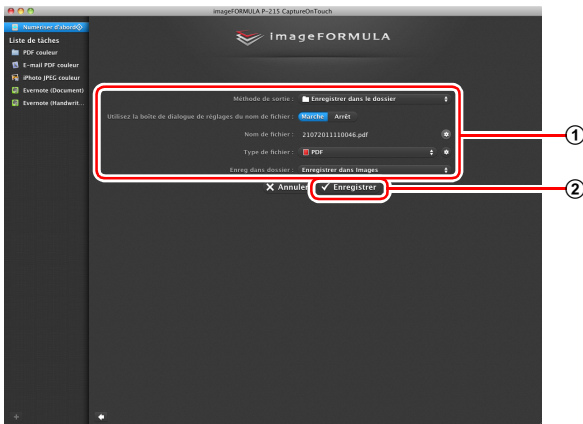 imageFORMULA P-215 CaptureOnTouch
Numériser d'abord
Liste de tâches
PDF couleur
E-mail PDF couleur
iPhoto JPEG couleur
Evernote (Document)
Evernote (Handwrit...
imageFORMULA
Méthode de sortie : Enregistrer dans le dossier
Utilisez la boîte de dialogue de réglages du nom de fichier : Marche Arrêt
Nom de fichier : 21072011110046.pdf
Type de fichier : PDF
Enreg dans dossier : Enregistrer dans Images
Annuler Enregistrer
1
2